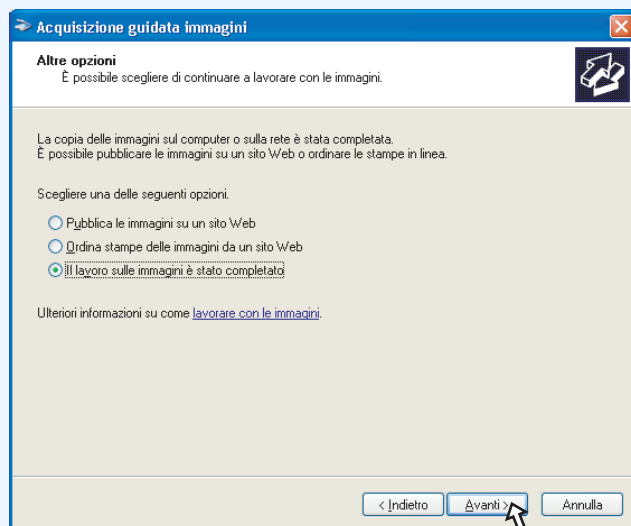 Acquisizione guidata immagini
Altre opzioni
È possibile scegliere di continuare a lavorare con le immagini.
La copia delle immagini sul computer o sulla rete è stata completata.
È possibile pubblicare le immagini su un sito Web o ordinare le stampe in linea.
Scegliere una delle seguenti opzioni.
Pubblica le immagini su un sito Web
Ordina stampe delle immagini da un sito Web
Il lavoro sulle immagini è stato completato
Ulteriori informazioni su come lavorare con le immagini.
< Indietro
Avanti >
Annulla